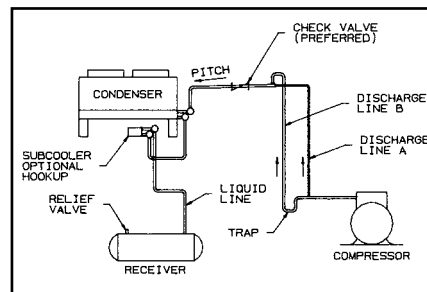 CHECK VALVE
(PREFERRED)
PITCH
CONDENSER
DISCHARGE
LINE B
DISCHARGE
LINE A
SUBCOOLER
OPTIONAL
HOOKUP
RELIEF
VALVE
LIQUID
LINE
TRAP
RECEIVER
COMPRESSOR